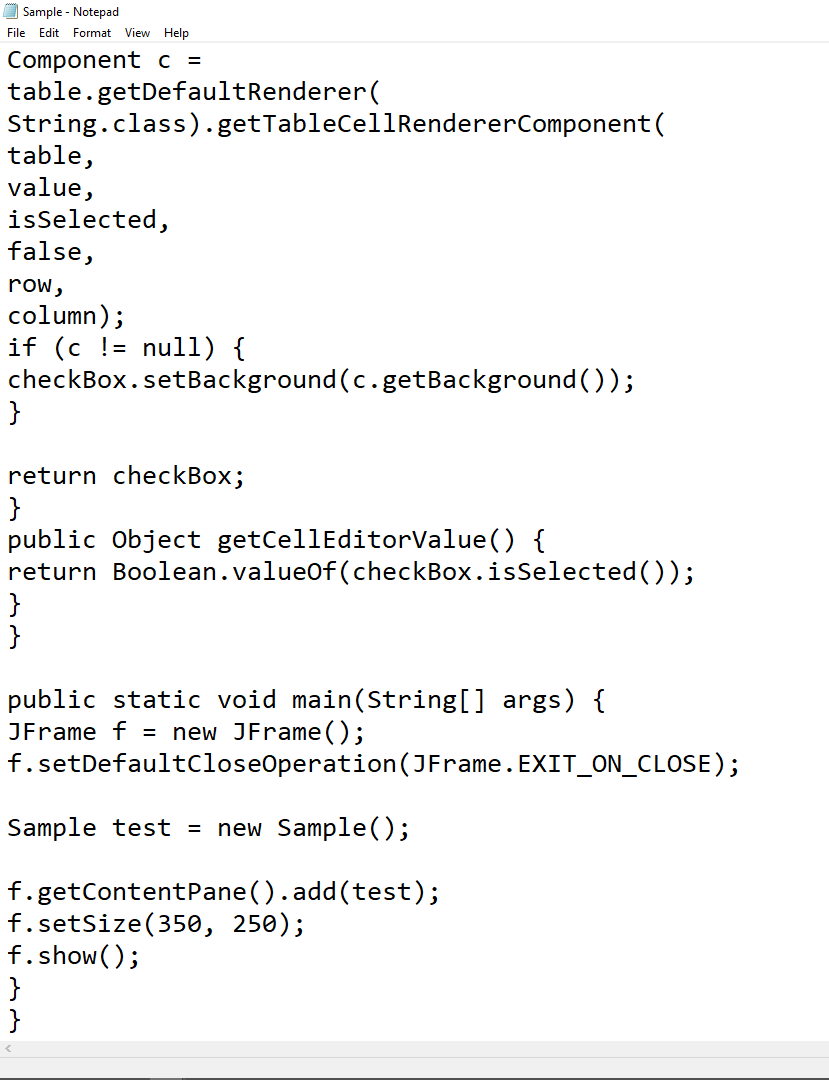 Sample - Notepad
File Edit Format View Help
Component c =
table.getDefaultRenderer(
String.class).getTableCellRendererComponent(
table,
value,
isSelected,
false,
row,
column);
if (c != null) {
checkBox.setBackground(c.getBackground());
}

return checkBox;
}
public Object getCellEditorValue() {
return Boolean.valueOf(checkBox.isSelected());
}
}

public static void main(String[] args) {
JFrame f = new JFrame();
f.setDefaultCloseOperation(JFrame.EXIT_ON_CLOSE);

Sample test = new Sample();

f.getContentPane().add(test);
f.setSize(350, 250);
f.show();
}
}